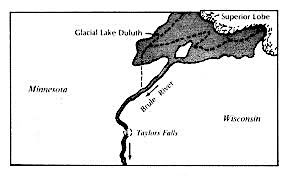 Superior Lobe
Glacial Lake Duluth
Minnesota
Brule River
Wisconsin
Taylors Falls